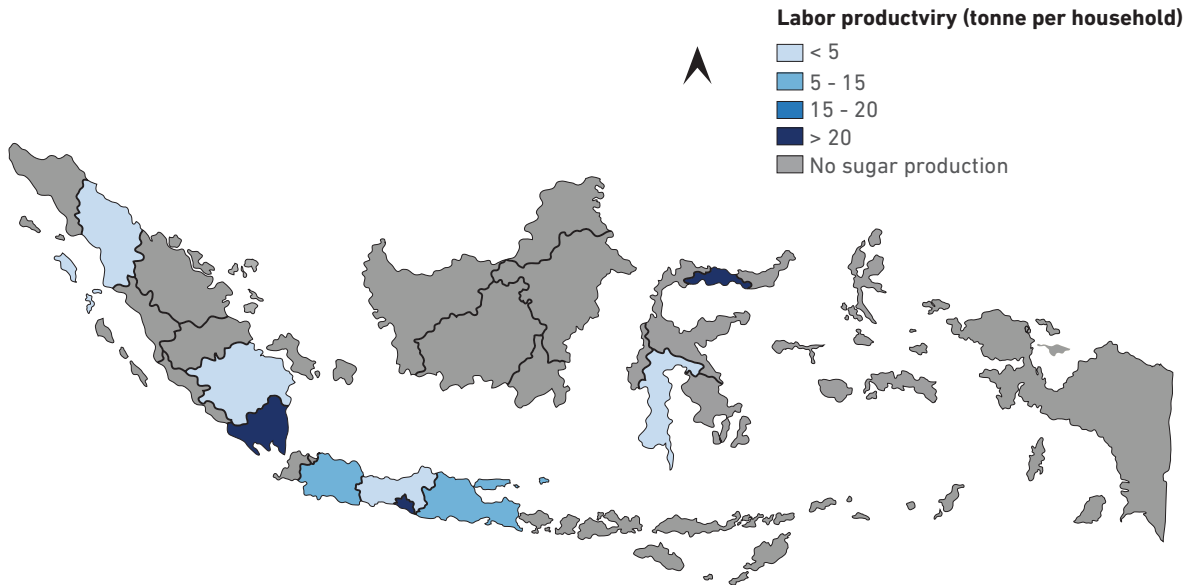 Labor productviry (tonne per household)
< 5
5 - 15
15 - 20
> 20
No sugar production